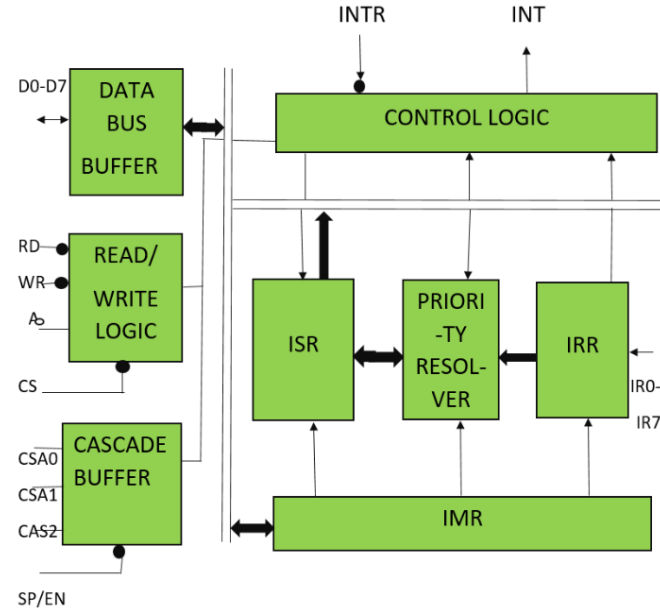 INTR
INT
D0-D7
DATA
BUS
BUFFER
CONTROL LOGIC
RD
WR
A₀
READ/
WRITE
LOGIC
CS
ISR
PRIORI
-TY
RESOL-
VER
IRR
IR0-
IR7
CSA0
CSA1
CAS2
CASCADE
BUFFER
IMR
SP/EN